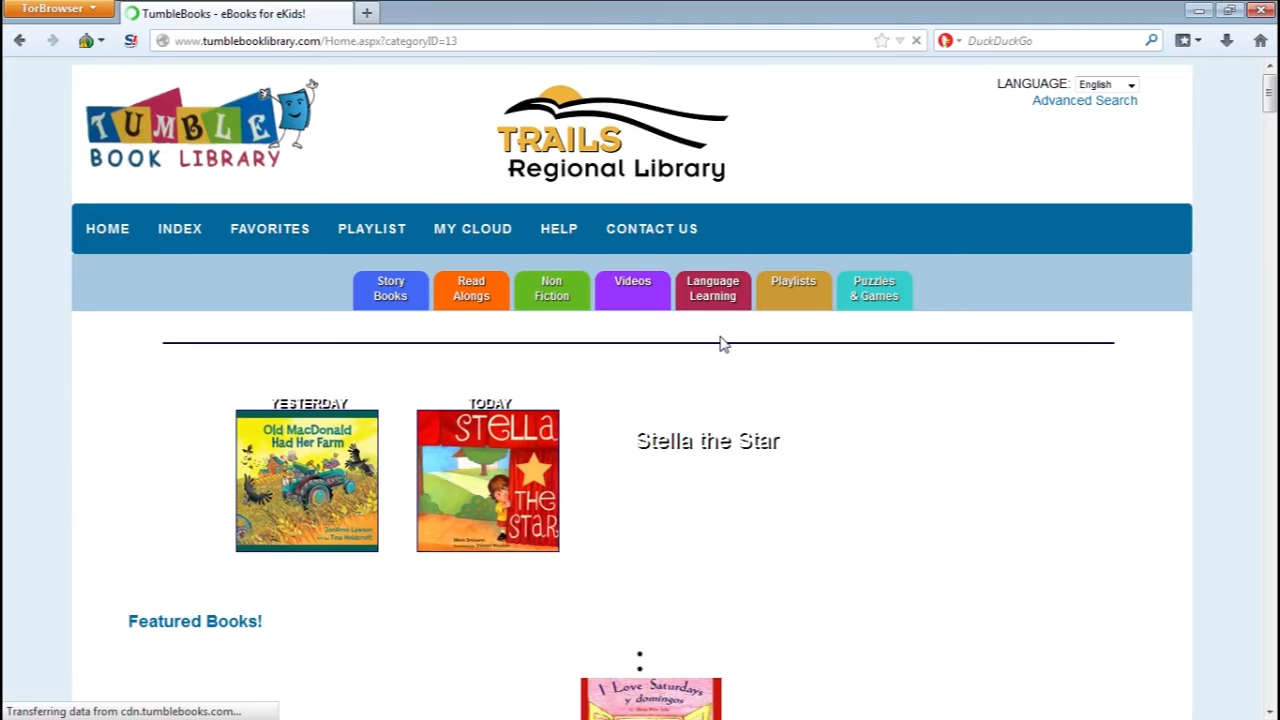 TorBrowser
TumbleBooks - eBooks for eKids!
www.tumblebooklibrary.com/Home.aspx?categoryID=13
DuckDuckGo
TUMBLE
BOOK LIBRARY
TRAILS
Regional Library
LANGUAGE: English
Advanced Search
HOME INDEX FAVORITES PLAYLIST MY CLOUD HELP CONTACT US
Story Books
Read Alongs
Non Fiction
Videos
Language Learning
Playlists
Puzzles & Games
YESTERDAY
TODAY
Old MacDonald
Had Her Farm
STELLA
THE
STAR
Stella the Star
Featured Books!
:
I Love Saturdays
y domingos
Transferring data from cdn.tumblebooks.com...